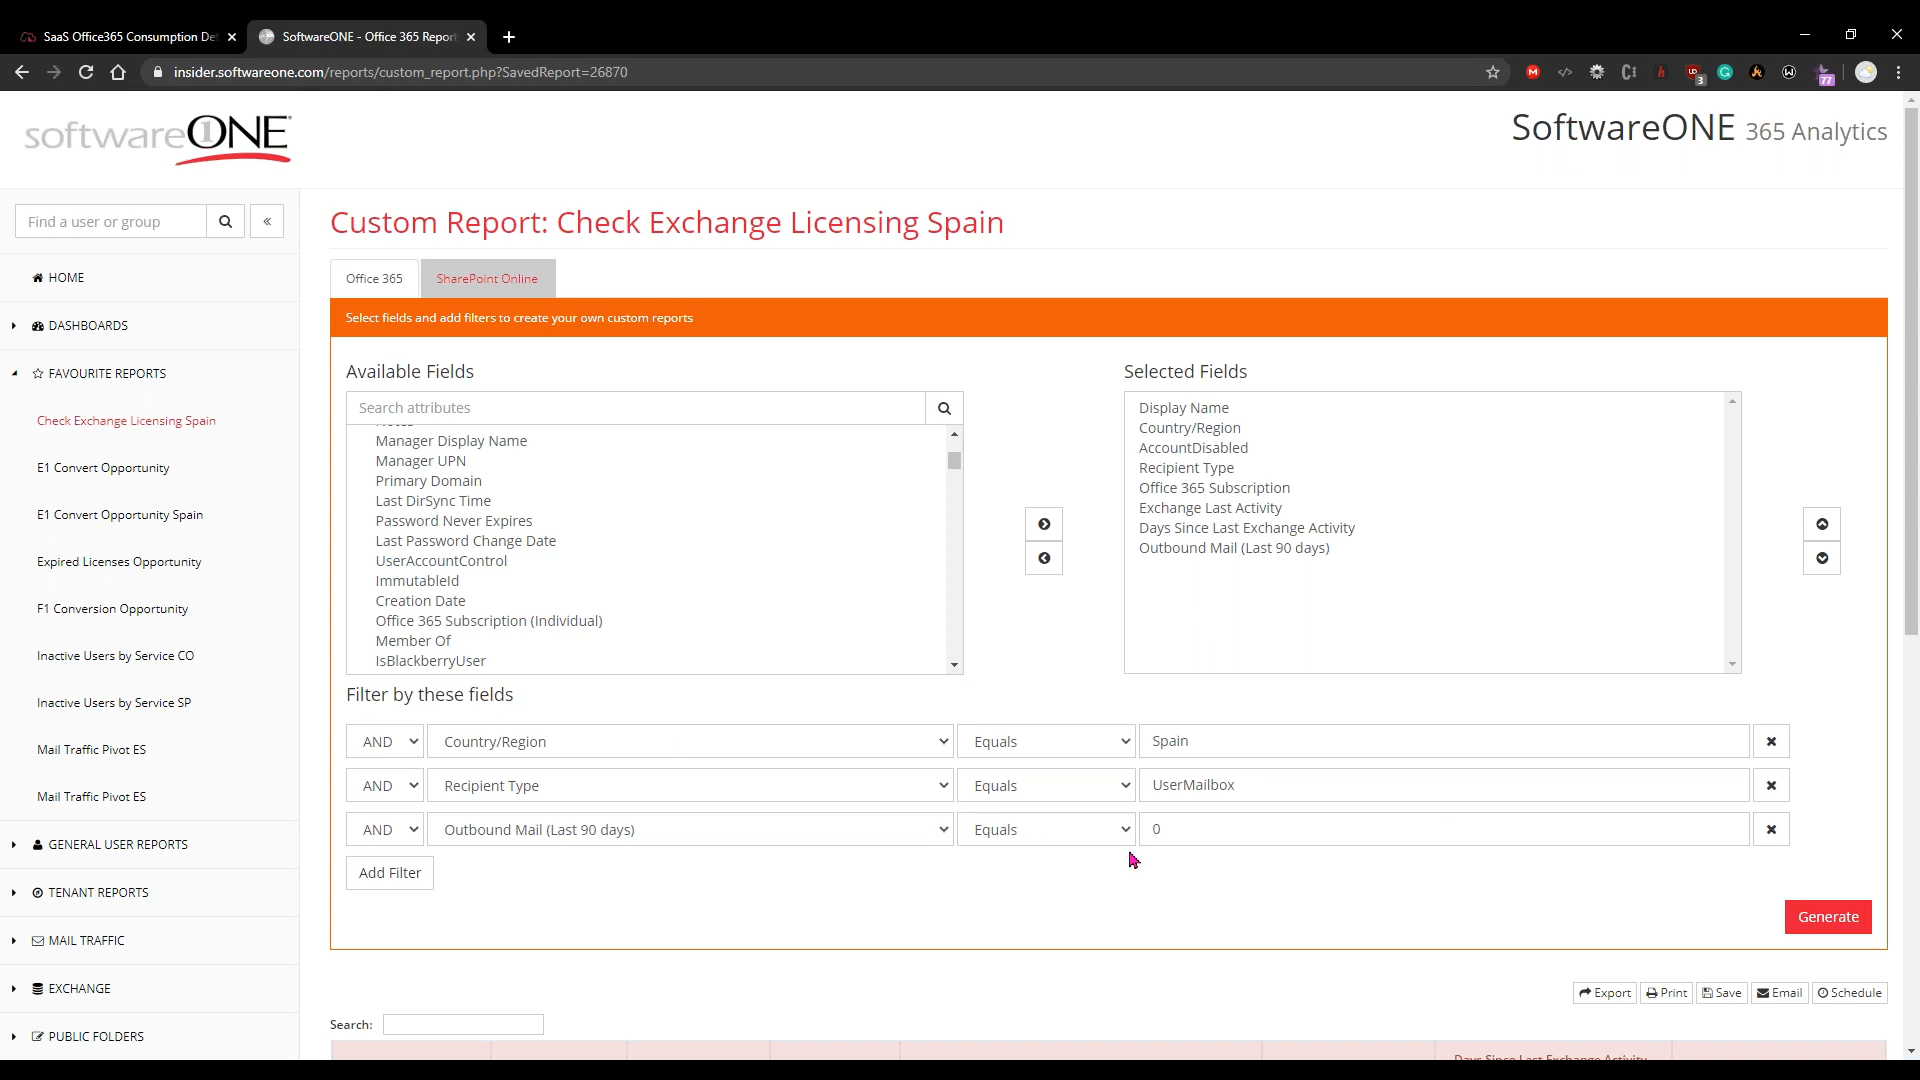 SaaS Office365 Consumption De
SoftwareONE - Office 365 Report
insider.softwareone.com/reports/custom_report.php?SavedReport=26870
3
77
softwareONE
SoftwareONE 365 Analytics
Find a user or group
HOME
DASHBOARDS
FAVOURITE REPORTS
Check Exchange Licensing Spain
E1 Convert Opportunity
E1 Convert Opportunity Spain
Expired Licenses Opportunity
F1 Conversion Opportunity
Inactive Users by Service CO
Inactive Users by Service SP
Mail Traffic Pivot ES
Mail Traffic Pivot ES
GENERAL USER REPORTS
TENANT REPORTS
MAIL TRAFFIC
EXCHANGE
PUBLIC FOLDERS
Custom Report: Check Exchange Licensing Spain
Office 365
SharePoint Online
Select fields and add filters to create your own custom reports
Available Fields
Search attributes
Notes
Manager Display Name
Manager UPN
Primary Domain
Last DirSync Time
Password Never Expires
Last Password Change Date
UserAccountControl
ImmutableId
Creation Date
Office 365 Subscription (Individual)
Member Of
IsBlackberryUser
Selected Fields
Display Name
Country/Region
AccountDisabled
Recipient Type
Office 365 Subscription
Exchange Last Activity
Days Since Last Exchange Activity
Outbound Mail (Last 90 days)
Filter by these fields
AND Country/Region Equals Spain
AND Recipient Type Equals UserMailbox
AND Outbound Mail (Last 90 days) Equals 0
Add Filter
Generate
Export Print Save Email Schedule
Search:
Days Since Last Exchange Activity